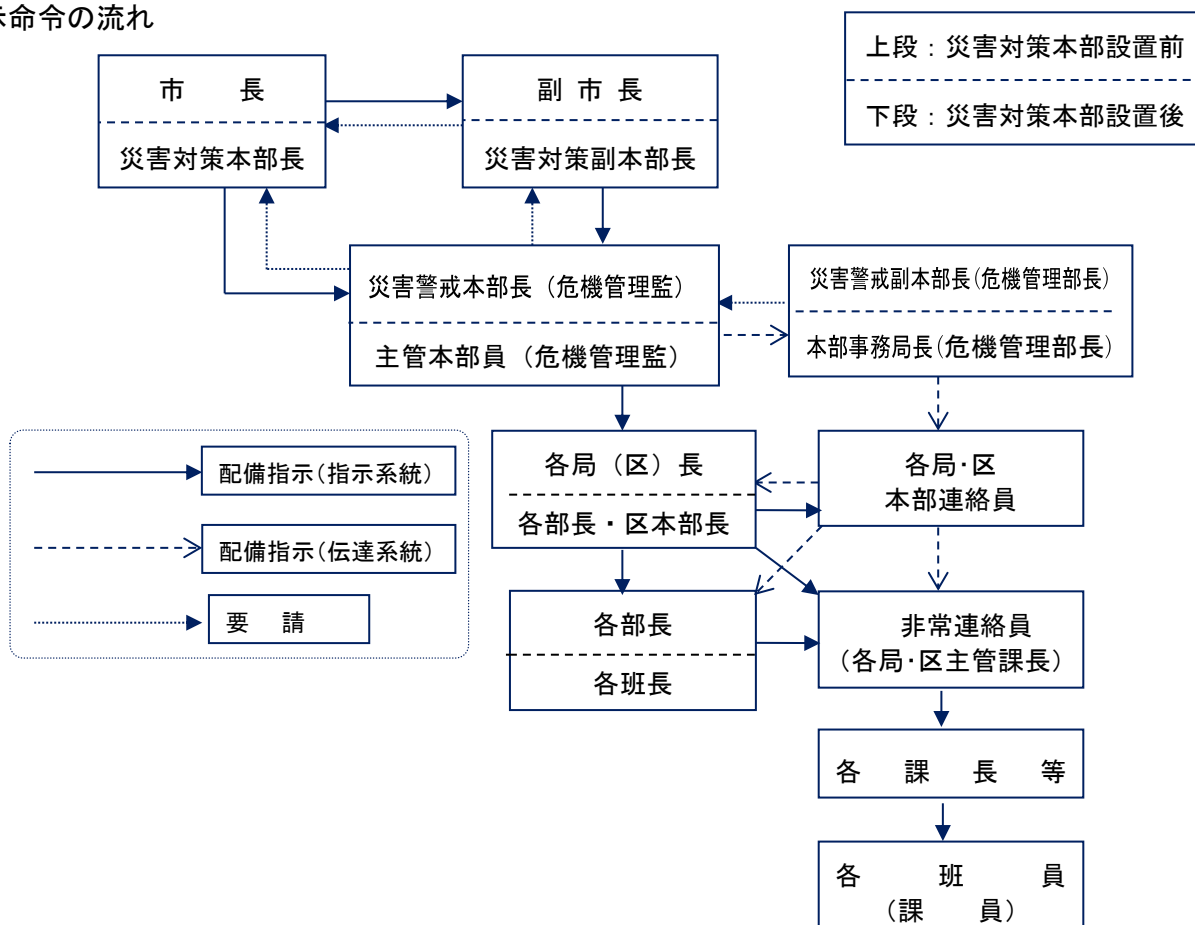 命令の流れ
上段：災害対策本部設置前
下段：災害対策本部設置後
市　　長
災害対策本部長
副 市 長
災害対策副本部長
災害警戒本部長（危機管理監）
主管本部員（危機管理監）
災害警戒副本部長(危機管理部長)
本部事務局長(危機管理部長)
配備指示(指示系統)
配備指示(伝達系統)
要　請
各局（区）長
各部長・区本部長
各局・区
本部連絡員
各部長
各班長
非常連絡員
（各局・区主管課長）
各　課　長　等
各　　班　　員
（課　　員）